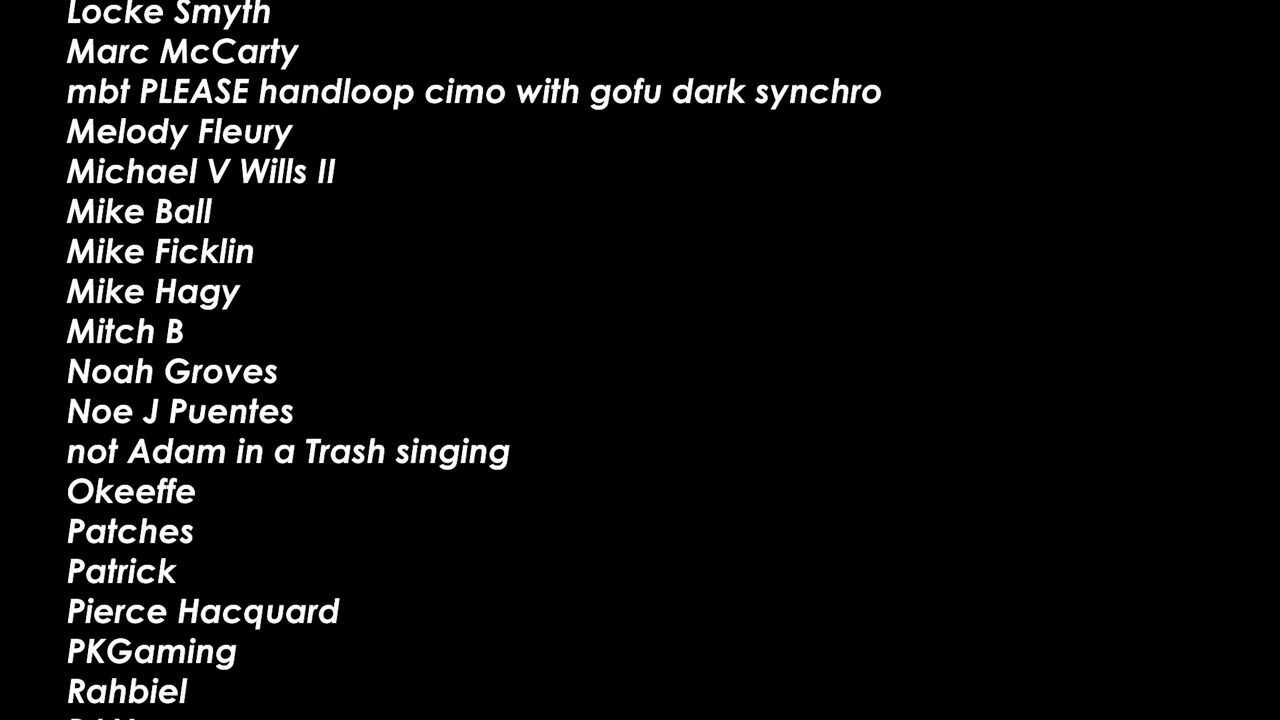 Locke Smyth
Marc McCarty
mbt PLEASE handloop cimo with gofu dark synchro
Melody Fleury
Michael V Wills II
Mike Ball
Mike Ficklin
Mike Hagy
Mitch B
Noah Groves
Noe J Puentes
not Adam in a Trash singing
Okeeffe
Patches
Patrick
Pierce Hacquard
PKGaming
Rahbiel